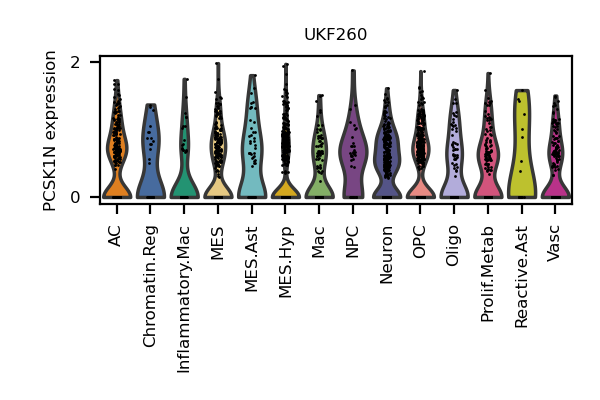 UKF260
PCSK1N expression
2
0
AC
Chromatin.Reg
Inflammatory.Mac
MES
MES.Ast
MES.Hyp
Mac
NPC
Neuron
OPC
Oligo
Prolif.Metab
Reactive.Ast
Vasc